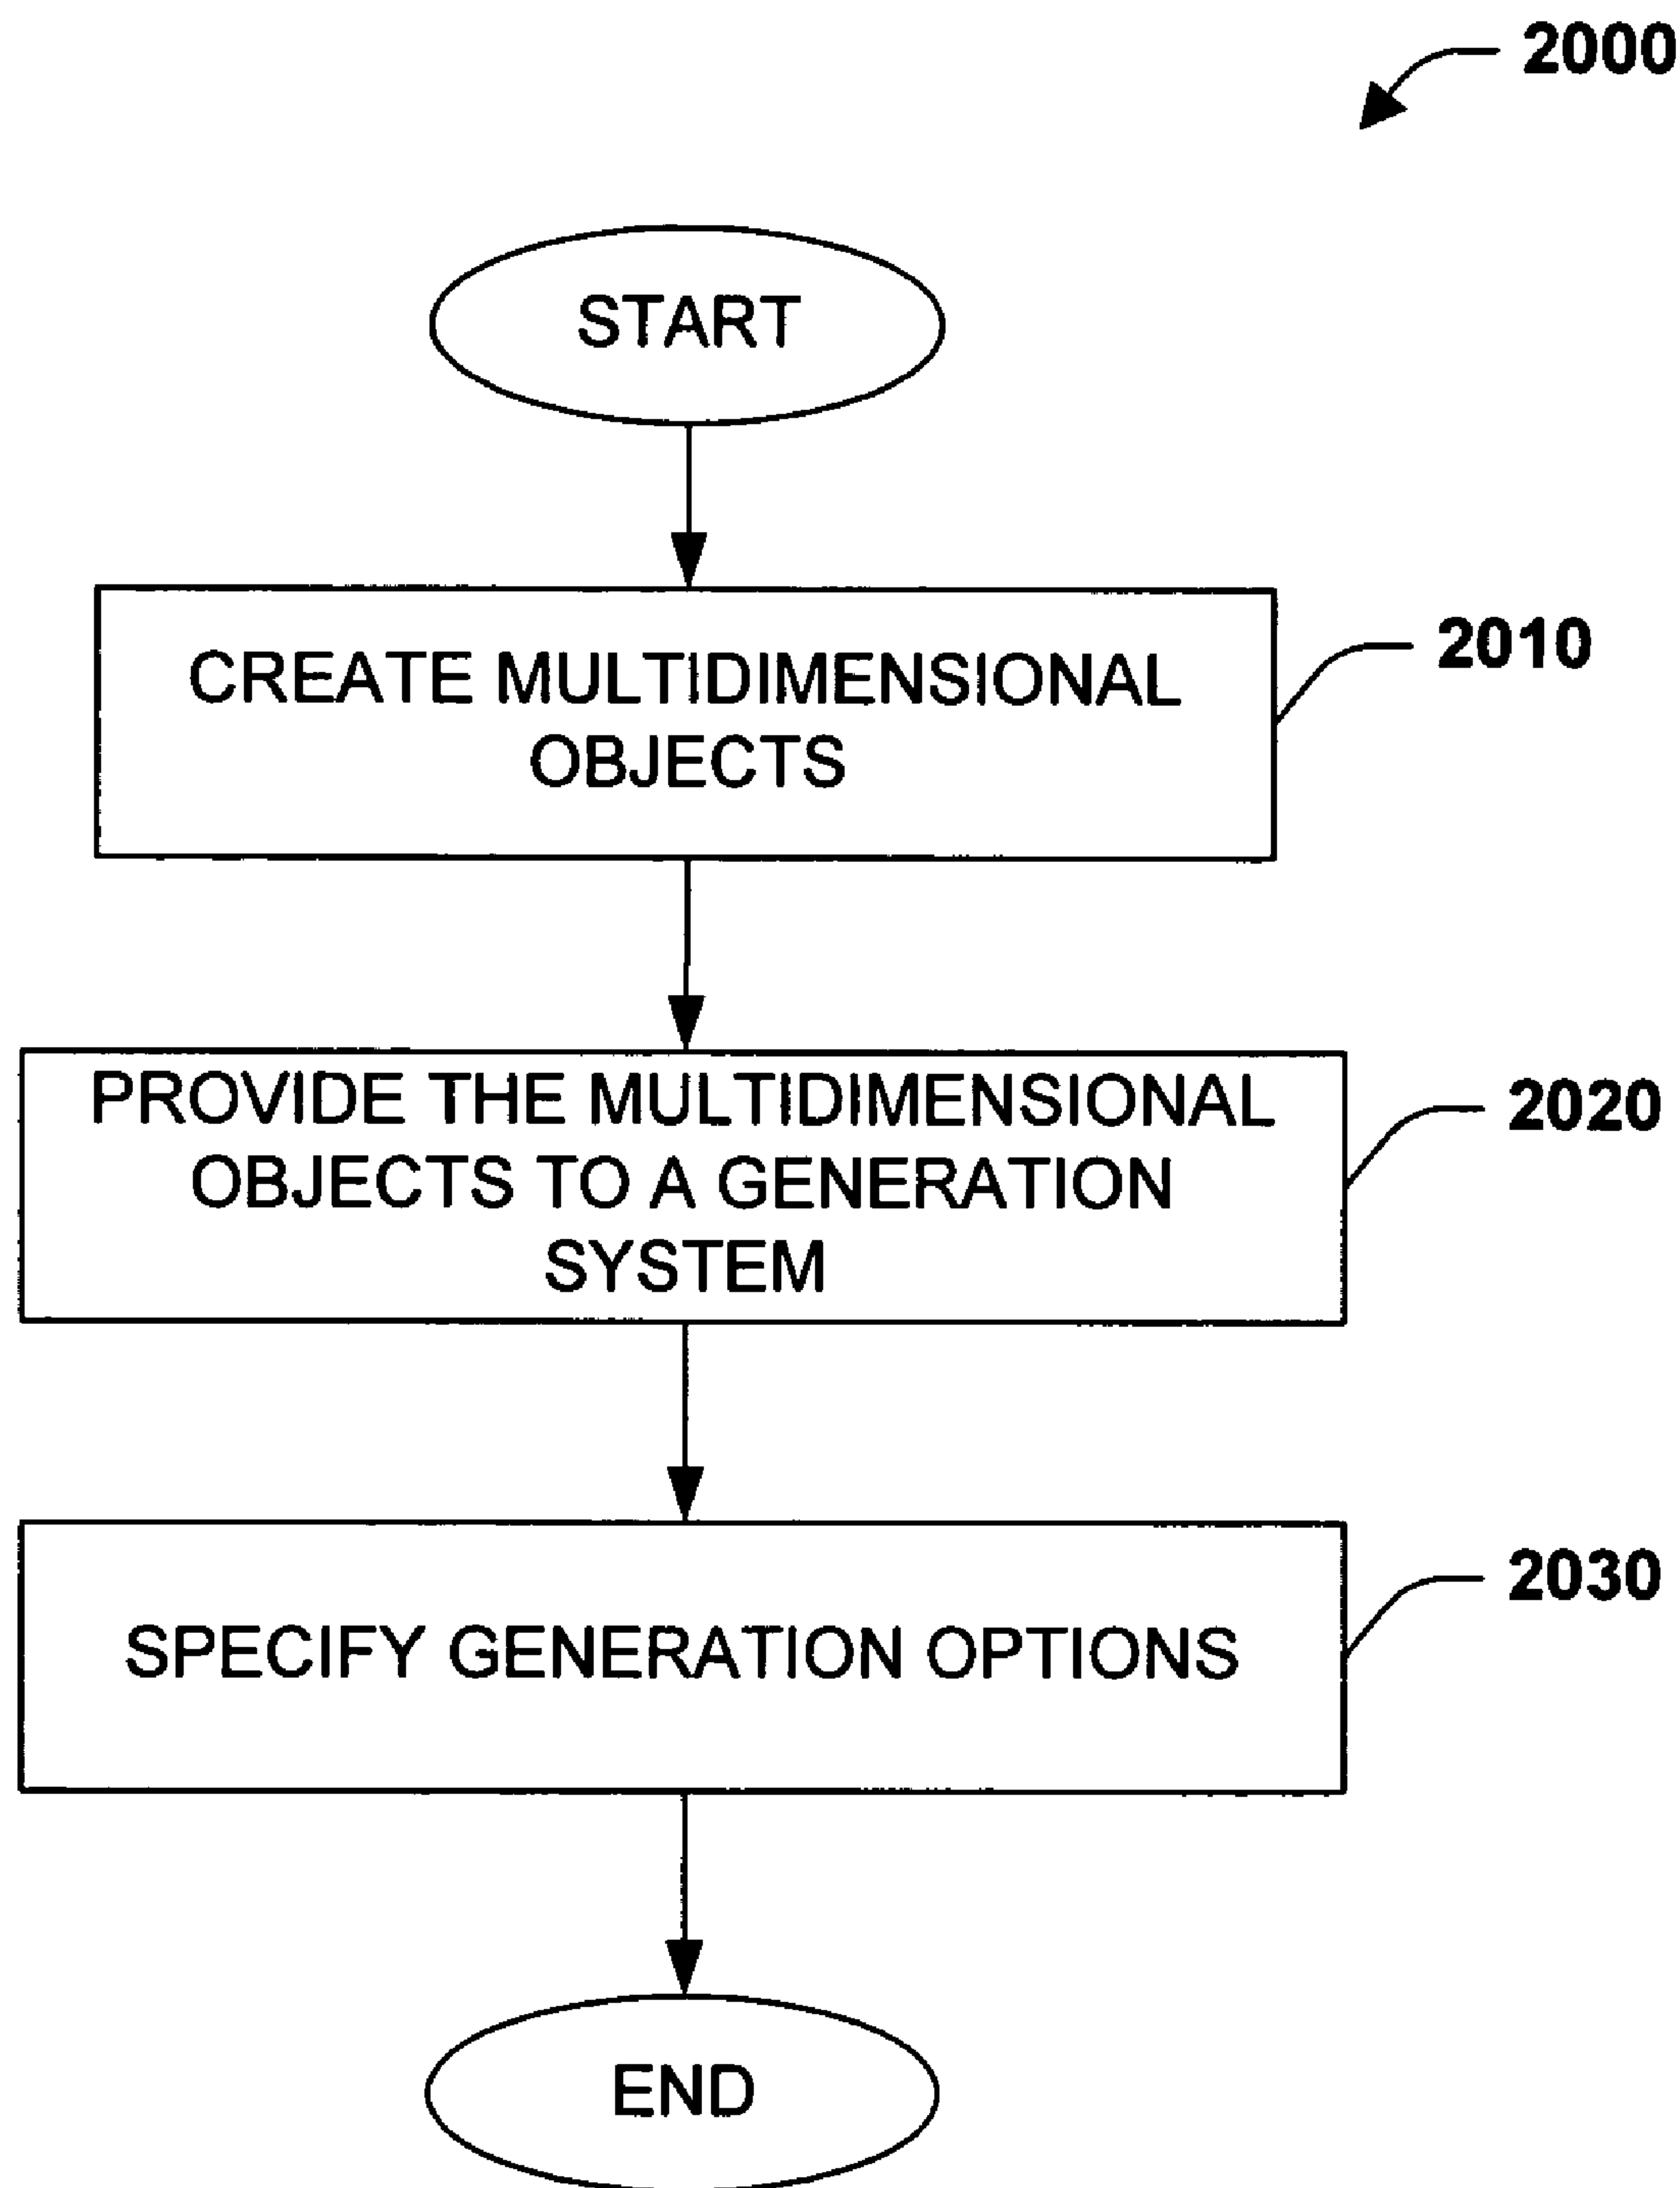 2000
START
CREATE MULTIDIMENSIONAL
OBJECTS
2010
PROVIDE THE MULTIDIMENSIONAL
OBJECTS TO A GENERATION
SYSTEM
2020
SPECIFY GENERATION OPTIONS
2030
END